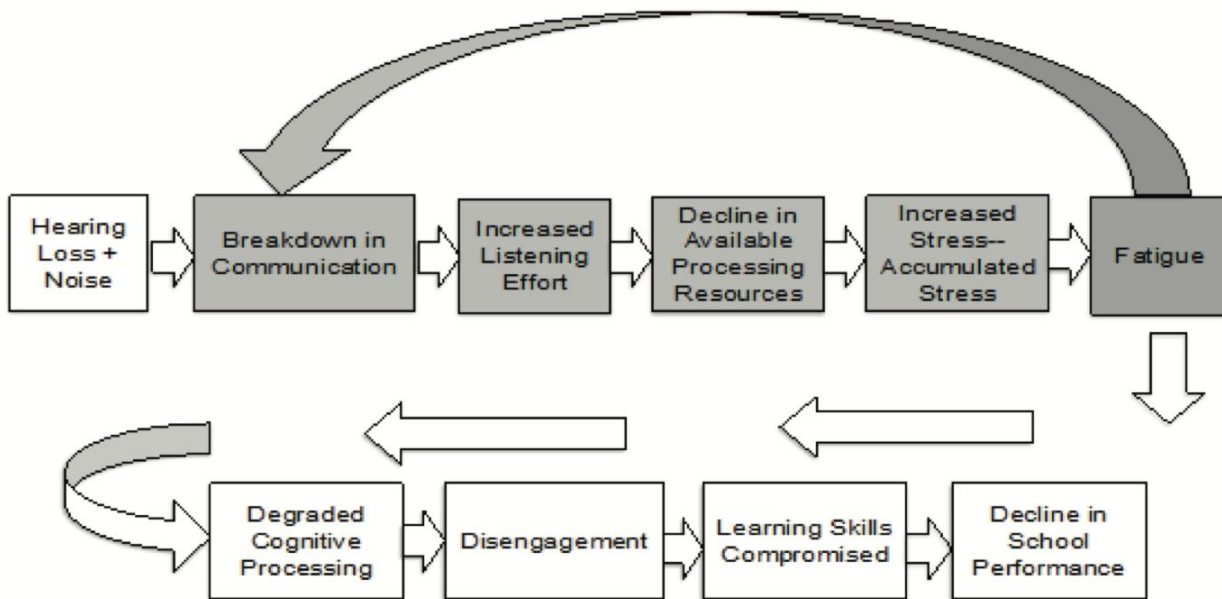 Hearing
Loss +
Noise
Breakdown in
Communication
Increased
Listening
Effort
Decline in
Available
Processing
Resources
Increased
Stress--
Accumulated
Stress
Fatigue
Degraded
Cognitive
Processing
Disengagement
Learning Skills
Compromised
Decline in
School
Performance